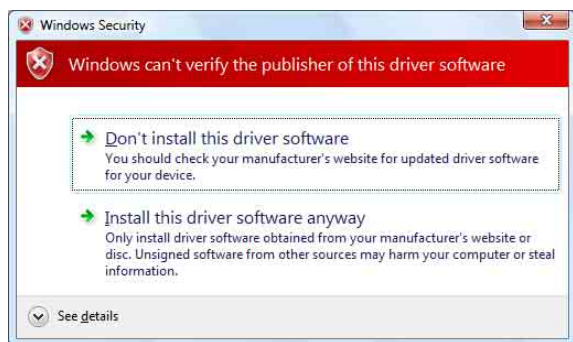 Windows Security
Windows can't verify the publisher of this driver software
Don't install this driver software
You should check your manufacturer's website for updated driver software
for your device.
Install this driver software anyway
Only install driver software obtained from your manufacturer's website or
disc. Unsigned software from other sources may harm your computer or steal
information.
See details